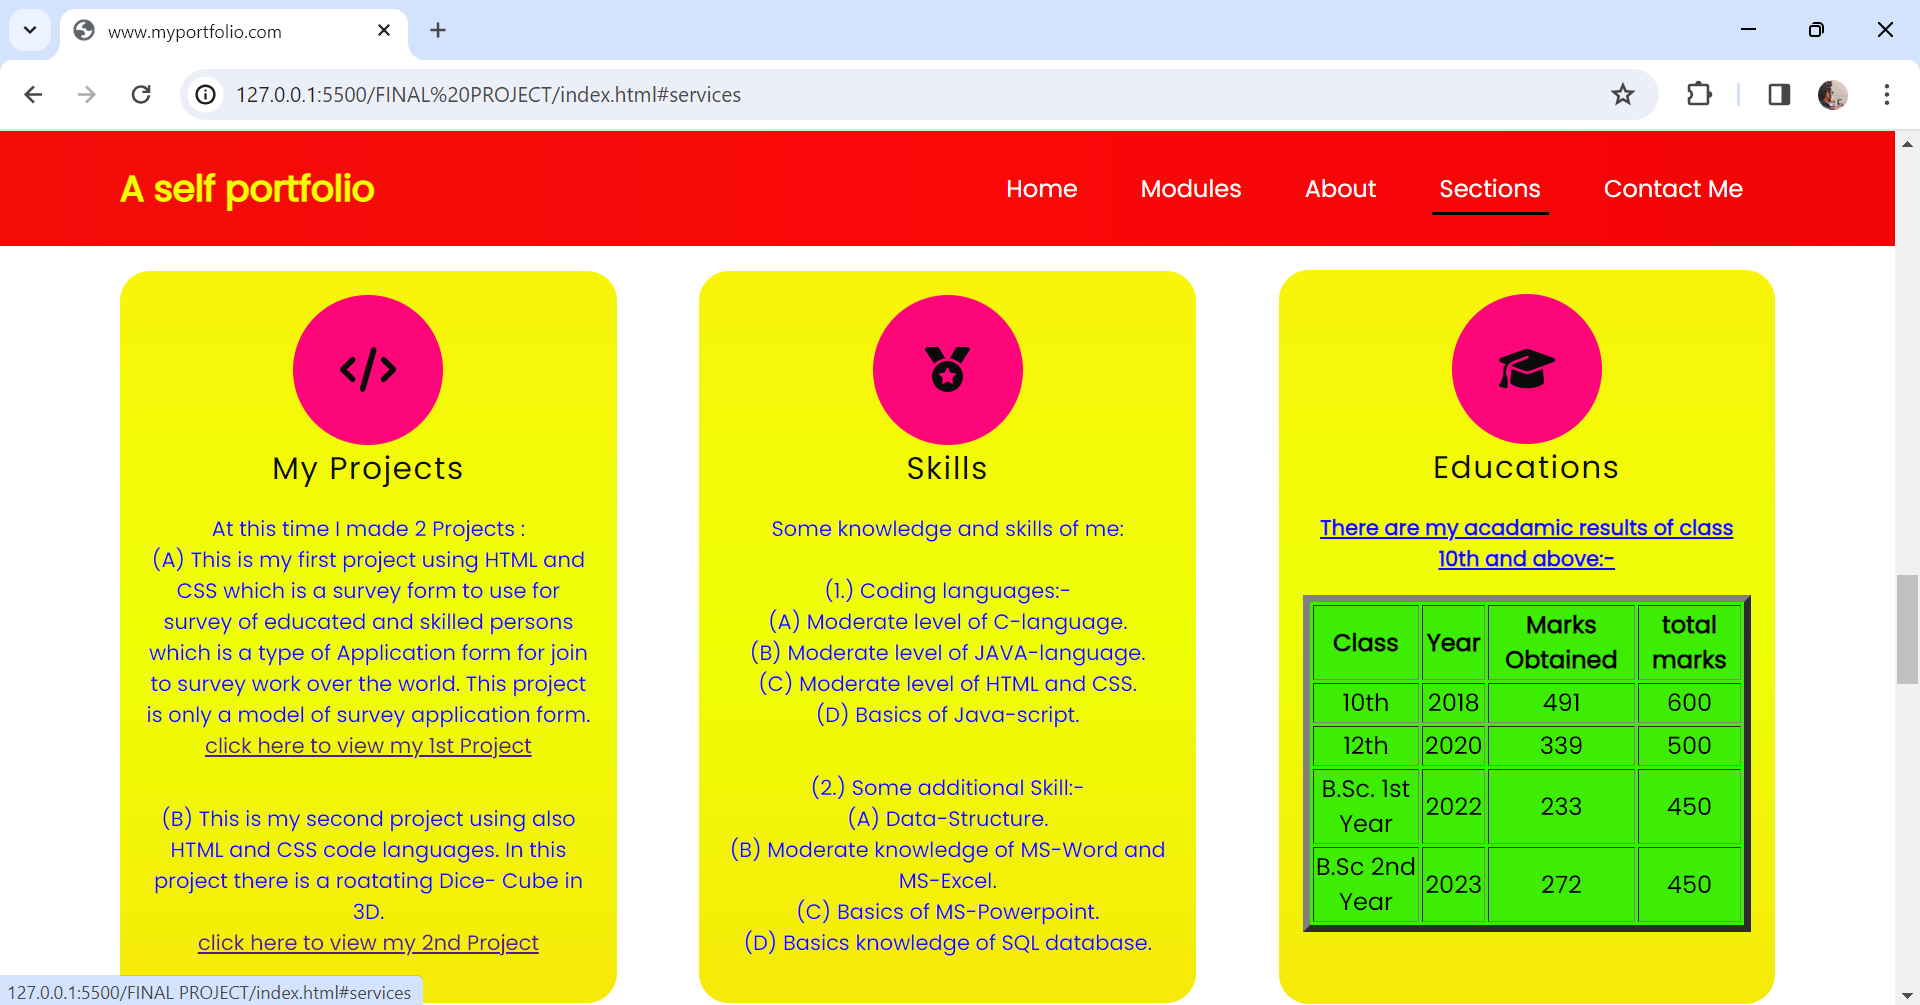 www.myportfolio.com
127.0.0.1:5500/FINAL%20PROJECT/index.html#services
A self portfolio
Home
Modules
About
Sections
Contact Me
My Projects
At this time I made 2 Projects :
(A) This is my first project using HTML and
CSS which is a survey form to use for
survey of educated and skilled persons
which is a type of Application form for join
to survey work over the world. This project
is only a model of survey application form.
click here to view my 1st Project
(B) This is my second project using also
HTML and CSS code languages. In this
project there is a roatating Dice- Cube in
3D.
click here to view my 2nd Project
Skills
Some knowledge and skills of me:
(1.) Coding languages:-
(A) Moderate level of C-language.
(B) Moderate level of JAVA-language.
(C) Moderate level of HTML and CSS.
(D) Basics of Java-script.
(2.) Some additional Skill:-
(A) Data-Structure.
(B) Moderate knowledge of MS-Word and
MS-Excel.
(C) Basics of MS-Powerpoint.
(D) Basics knowledge of SQL database.
Educations
There are my acadamic results of class
10th and above:-
Class Year Marks Obtained total marks
10th 2018 491 600
12th 2020 339 500
B.Sc. 1st Year 2022 233 450
B.Sc 2nd Year 2023 272 450
127.0.0.1:5500/FINAL PROJECT/index.html#services